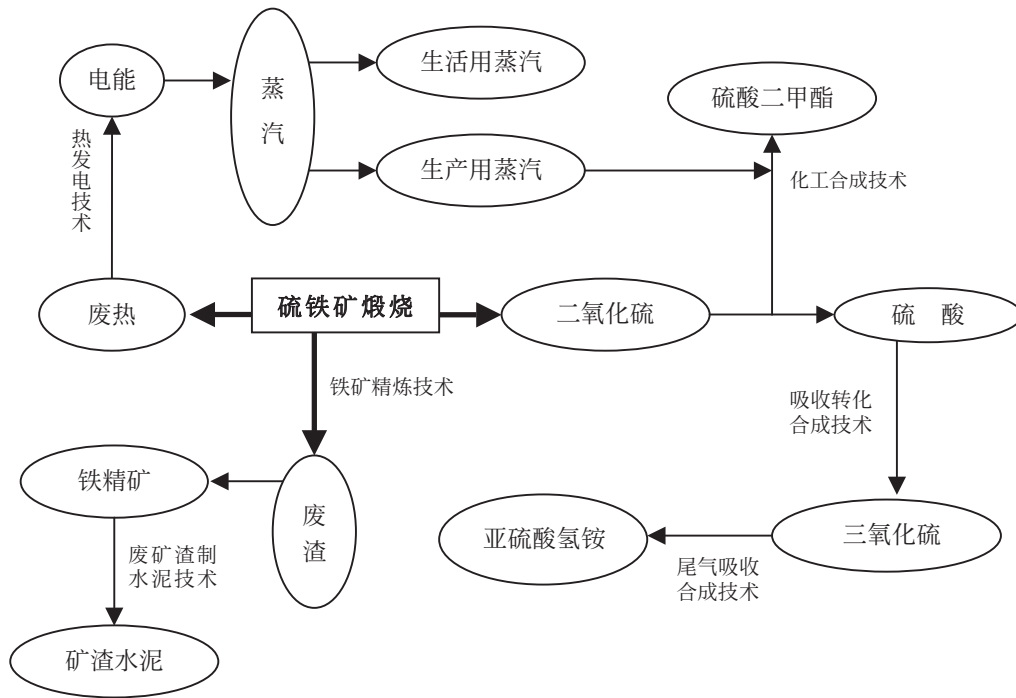 电能
蒸
汽
生活用蒸汽
硫酸二甲酯
热发电技术
生产用蒸汽
化工合成技术
废热
硫铁矿煅烧
二氧化硫
硫 酸
铁矿精炼技术
吸收转化
合成技术
铁精矿
废
渣
亚硫酸氢铵
三氧化硫
废矿渣制
水泥技术
尾气吸收
合成技术
矿渣水泥